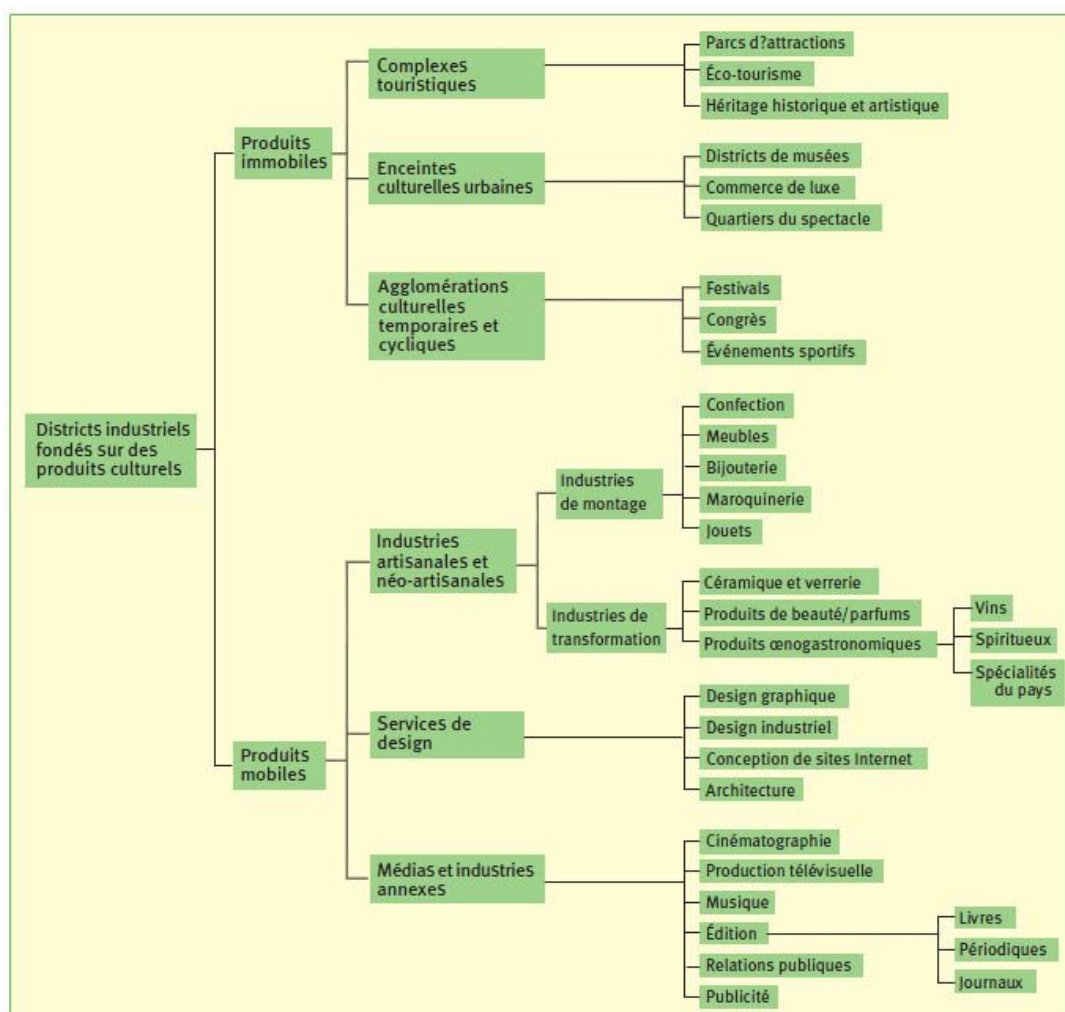 Districts industriels
fondés sur des
produits culturels
Produits
immobiles
Complexes
touristiques
Parcs d?attractions
Éco-tourisme
Héritage historique et artistique
Enceintes
culturelles urbaines
Districts de musées
Commerce de luxe
Quartiers du spectacle
Agglomérations
culturelles
temporaires et
cycliques
Festivals
Congrès
Événements sportifs
Produits
mobiles
Industries
artisanales et
néo-artisanales
Industries
de montage
Confection
Meubles
Bijouterie
Maroquinerie
Jouets
Industries de
transformation
Céramique et verrerie
Produits de beauté/parfums
Produits œnogastronomiques
Vins
Spiritueux
Spécialités
du pays
Services de
design
Design graphique
Design industriel
Conception de sites Internet
Architecture
Médias et industries
annexes
Cinématographie
Production télévisuelle
Musique
Édition
Livres
Périodiques
Journaux
Relations publiques
Publicité